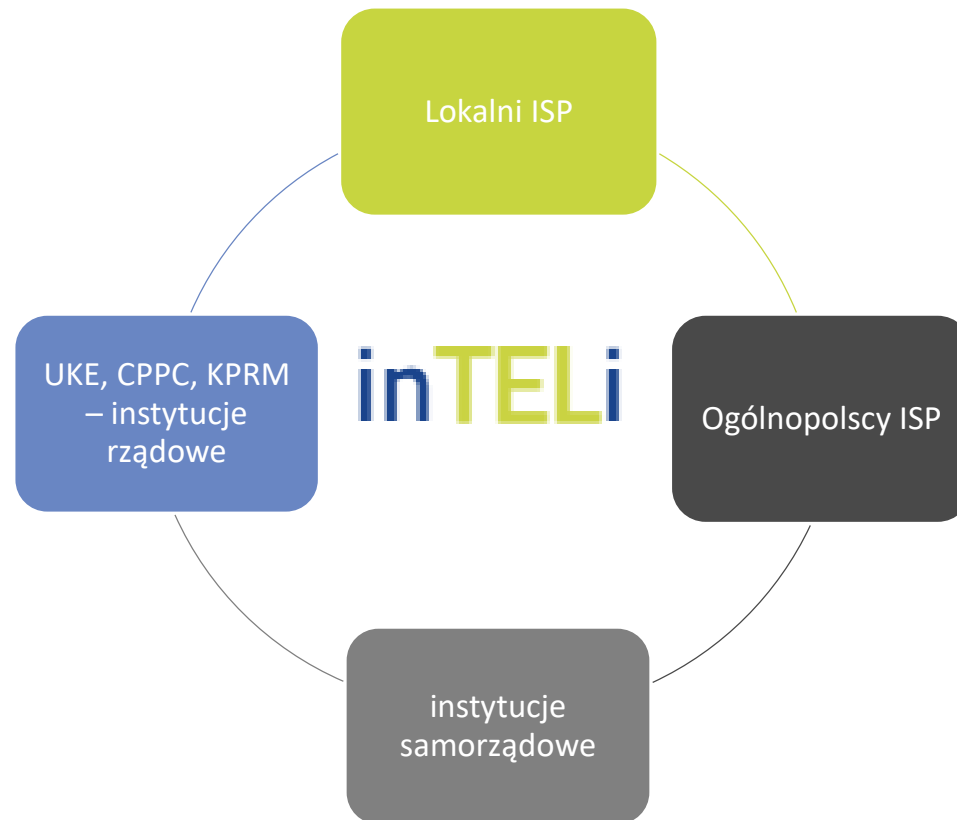 Lokalni ISP
UKE, CPPC, KPRM
– instytucje
rządowe
inTELi
Ogólnopolscy ISP
instytucje
samorządowe